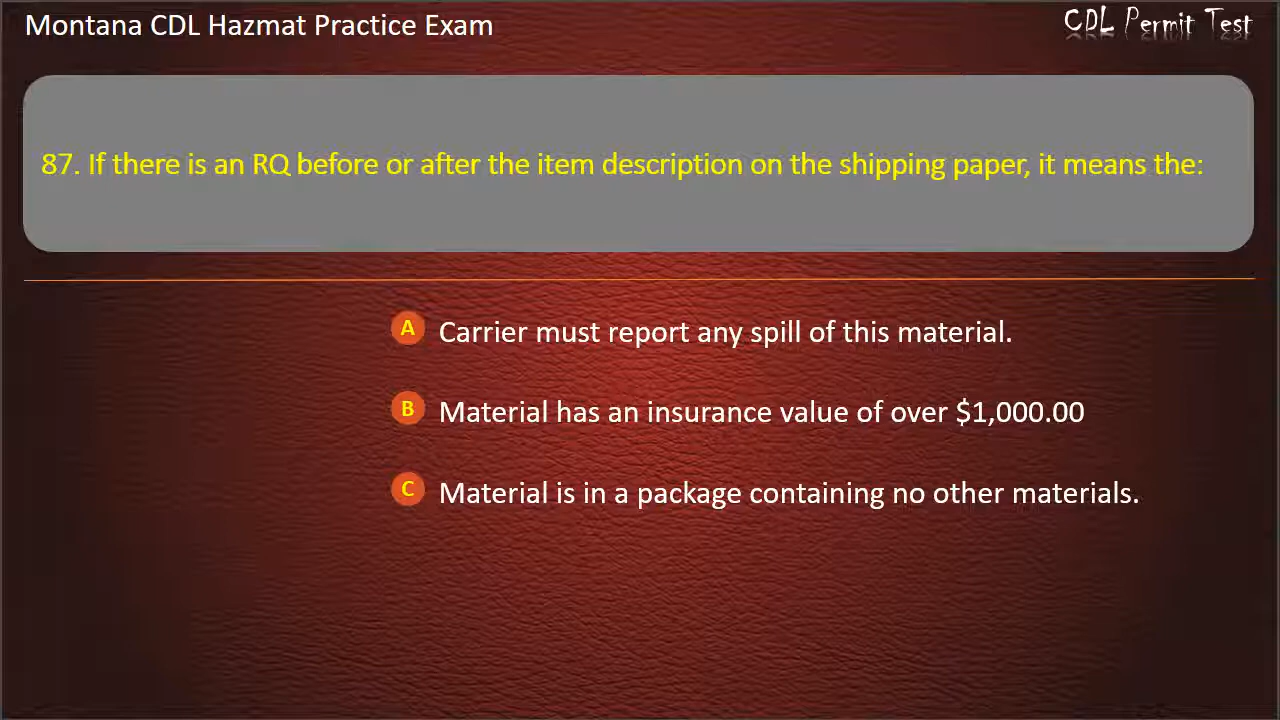 Montana CDL Hazmat Practice Exam
CDL Permit Test
87. If there is an RQ before or after the item description on the shipping paper, it means the:
A Carrier must report any spill of this material.
B Material has an insurance value of over $1,000.00
C Material is in a package containing no other materials.